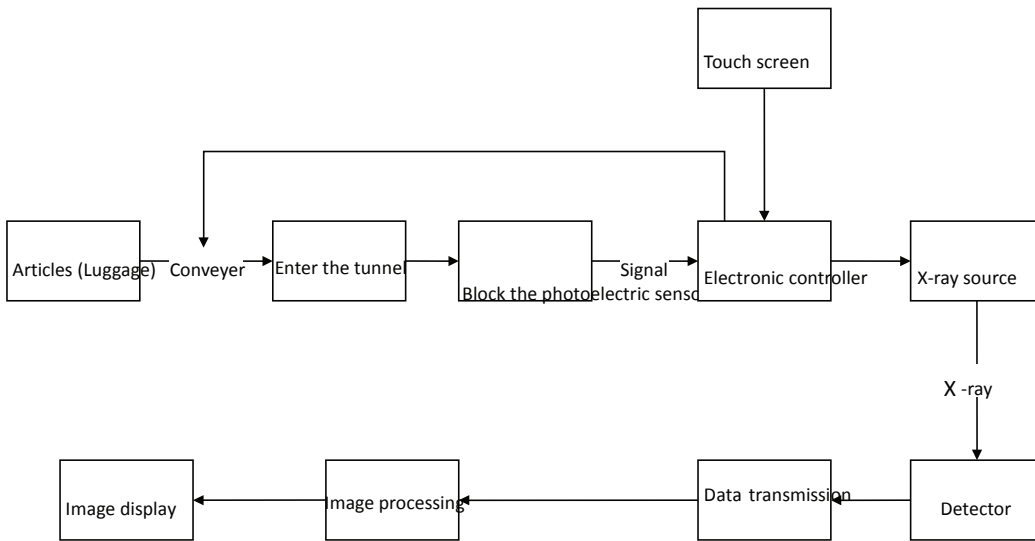 Touch screen
Articles (Luggage)
Conveyer
Enter the tunnel
Block the photoelectric senso
Signal
Electronic controller
X-ray source
X -ray
Image display
Image processing
Data transmission
Detector